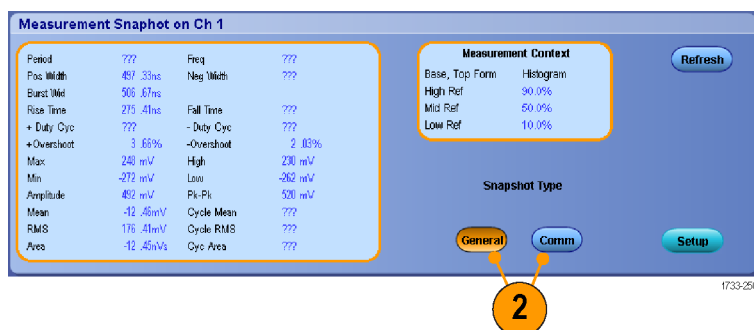 Measurement Snaphot on Ch 1
Period ??? Freq ???
Pos Width 497 .33ns Neg Width ???
Burst Wid 506 .67ns
Rise Time 275 .41ns Fall Time ???
+ Duty Cyc ??? - Duty Cyc ???
+Overshoot 3 .66% -Overshoot 2 .03%
Max 248 mV High 230 mV
Min -272 mV Low -262 mV
Amplitude 492 mV Pk-Pk 520 mV
Mean -12 .46mV Cycle Mean ???
RMS 176 .41mV Cycle RMS ???
Area -12 .45nVs Cyc Area ???
Measurement Context
Base, Top Form Histogram
High Ref 90.0%
Mid Ref 50.0%
Low Ref 10.0%
Refresh
Snapshot Type
General Comm Setup
2